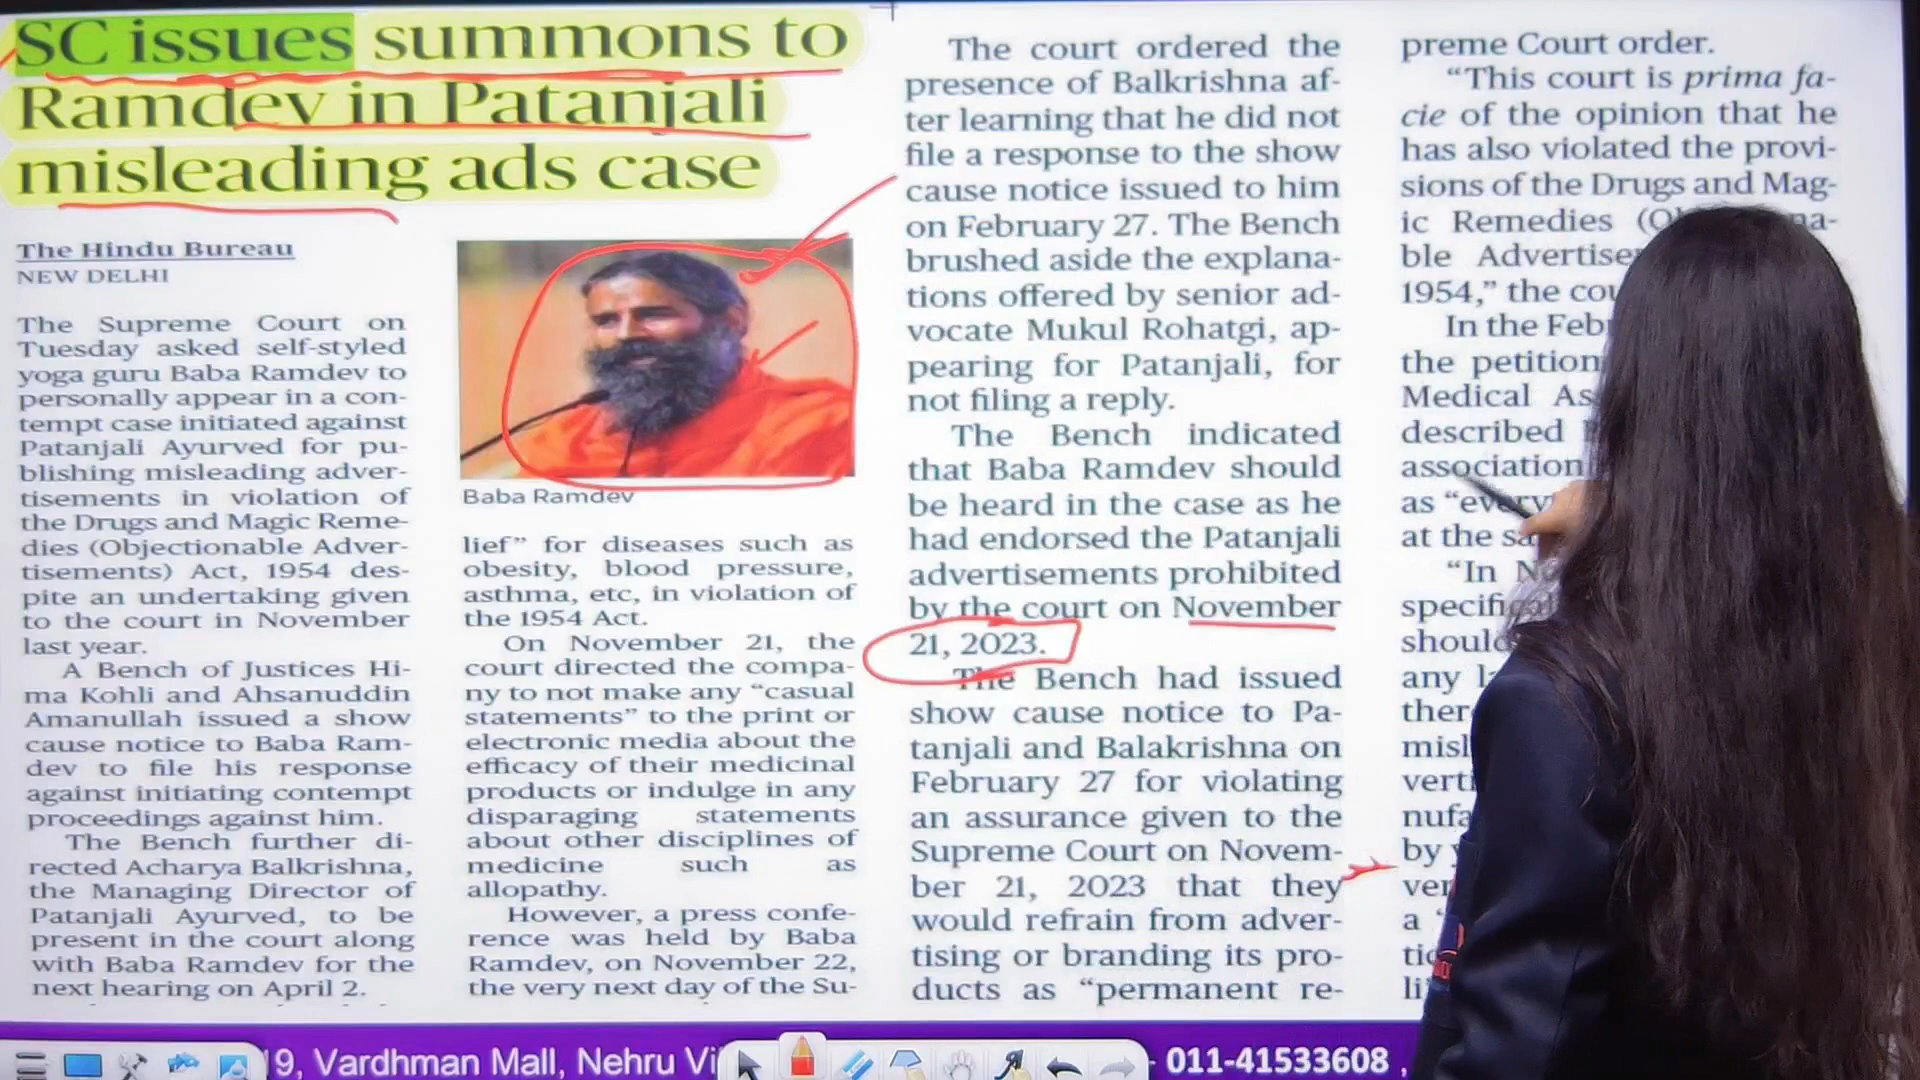 SC issues summons to
Ramdev in Patanjali
misleading ads case
The Hindu Bureau
NEW DELHI
The Supreme Court on
Tuesday asked self-styled
yoga guru Baba Ramdev to
personally appear in a con-
tempt case initiated against
Patanjali Ayurved for pu-
blishing misleading adver-
tisements in violation of
the Drugs and Magic Reme-
dies (Objectionable Adver-
tisements) Act, 1954 des-
pite an undertaking given
to the court in November
last year.
A Bench of Justices Hi-
ma Kohli and Ahsanuddin
Amanullah issued a show
cause notice to Baba Ram-
dev to file his response
against initiating contempt
proceedings against him.
The Bench further di-
rected Acharya Balkrishna,
the Managing Director of
Patanjali Ayurved, to be
present in the court along
with Baba Ramdev for the
next hearing on April 2.
Baba Ramdev
lief” for diseases such as
obesity, blood pressure,
asthma, etc, in violation of
the 1954 Act.
On November 21, the
court directed the compa-
ny to not make any “casual
statements” to the print or
electronic media about the
efficacy of their medicinal
products or indulge in any
disparaging statements
about other disciplines of
medicine such as
allopathy.
However, a press confe-
rence was held by Baba
Ramdev, on November 22,
the very next day of the Su-
The court ordered the
presence of Balkrishna af-
ter learning that he did not
file a response to the show
cause notice issued to him
on February 27. The Bench
brushed aside the explana-
tions offered by senior ad-
vocate Mukul Rohatgi, ap-
pearing for Patanjali, for
not filing a reply.
The Bench indicated
that Baba Ramdev should
be heard in the case as he
had endorsed the Patanjali
advertisements prohibited
by the court on November
21, 2023.
The Bench had issued
show cause notice to Pa-
tanjali and Balakrishna on
February 27 for violating
an assurance given to the
Supreme Court on Novem-
ber 21, 2023 that they
would refrain from adver-
tising or branding its pro-
ducts as “permanent re-
preme Court order.
“This court is prima fa-
cie of the opinion that he
has also violated the provi-
sions of the Drugs and Mag-
ic Remedies
ble
1954,” the
In the
the
Medical
described
association
as
at the
“In
should
any
by
a
19, Vardhman Mall, Nehru
011-41533608 ,